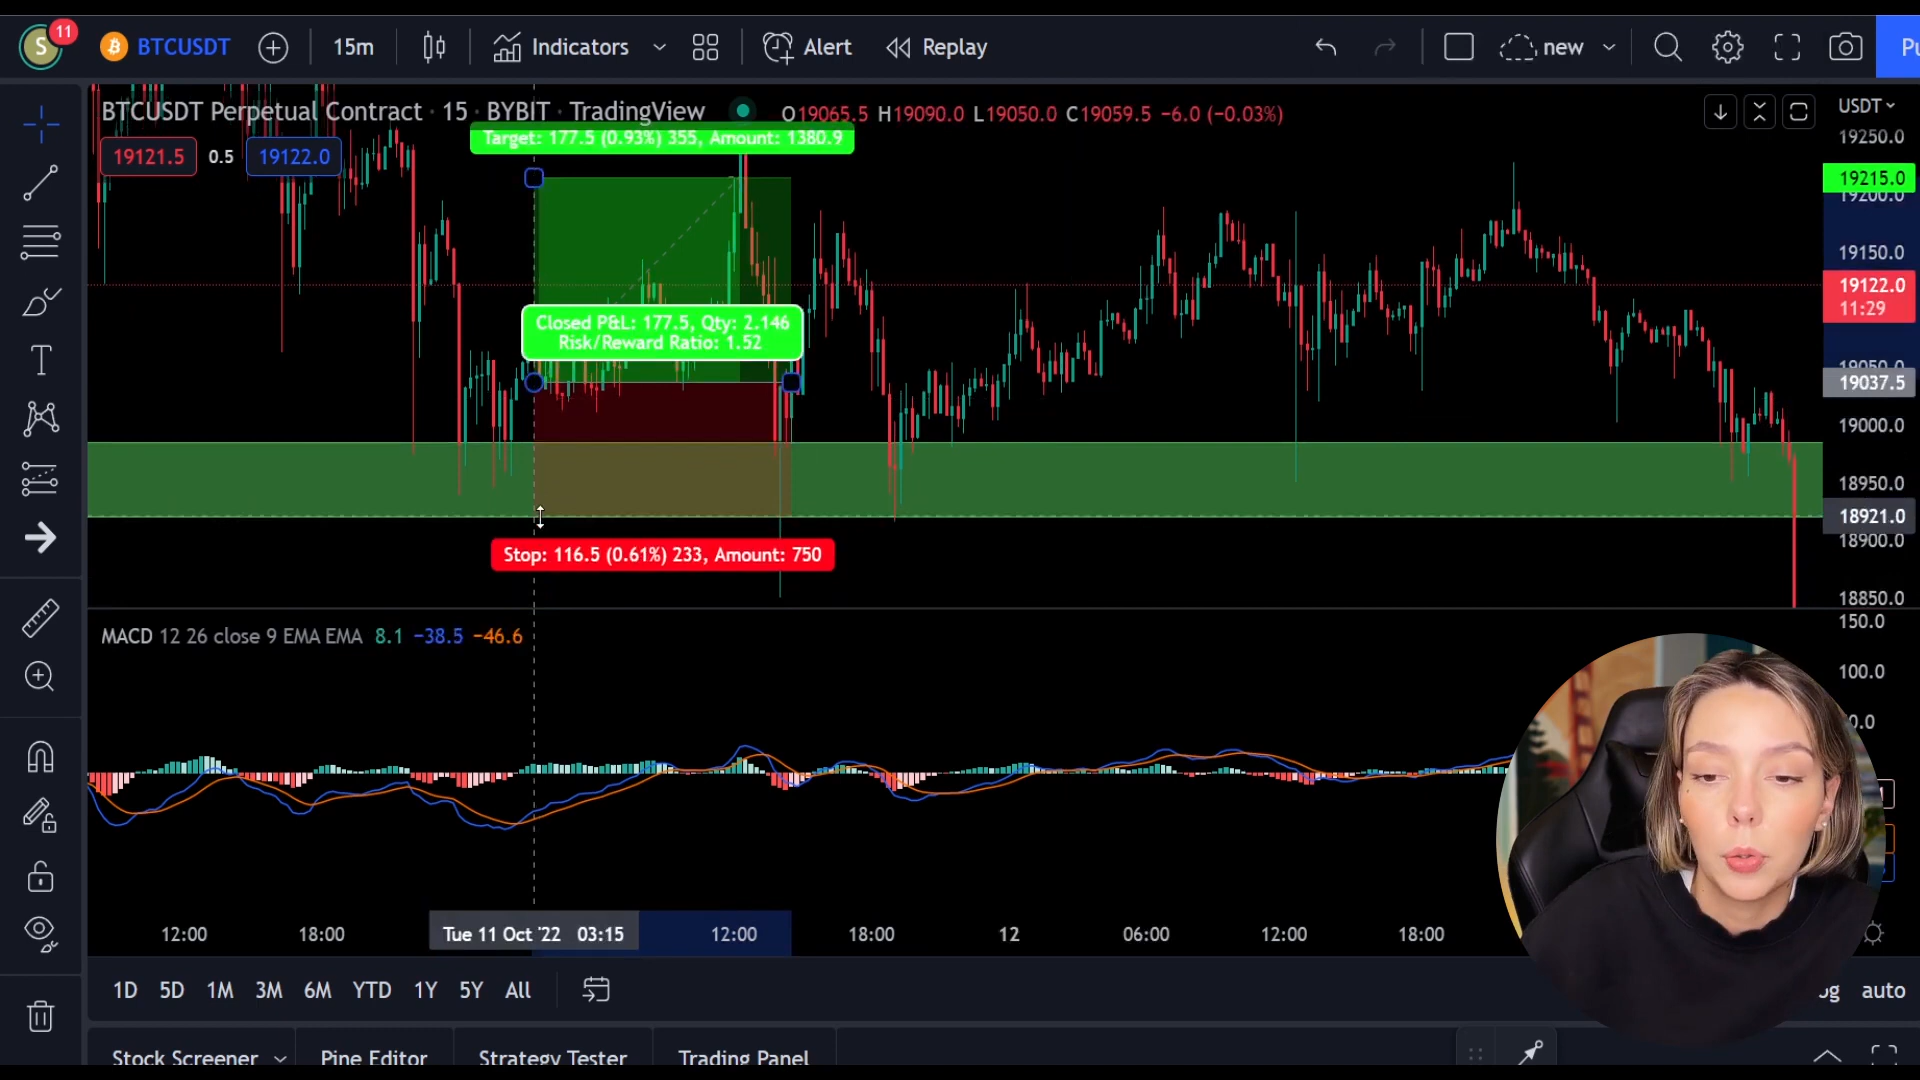 S 11 BTCUSDT 15m Indicators Alert Replay new Pu
BTCUSDT Perpetual Contract · 15 · BYBIT · TradingView O19065.5 H19090.0 L19050.0 C19059.5 −6.0 (−0.03%)
USDT
19121.5 0.5 19122.0
Target: 177.5 (0.93%) 355, Amount: 1380.9
Closed P&L: 177.5, Qty: 2.146
Risk/Reward Ratio: 1.52
Stop: 116.5 (0.61%) 233, Amount: 750
19250.0
19215.0
19200.0
19150.0
19122.0
11:29
19050.0
19037.5
19000.0
18950.0
18921.0
18900.0
18850.0
MACD 12 26 close 9 EMA EMA 8.1 −38.5 −46.6
150.0
100.0
12:00 18:00 Tue 11 Oct '22 03:15 12:00 18:00 12 06:00 12:00 18:00
1D 5D 1M 3M 6M YTD 1Y 5Y All auto
Stock Screener Pine Editor Strategy Tester Trading Panel